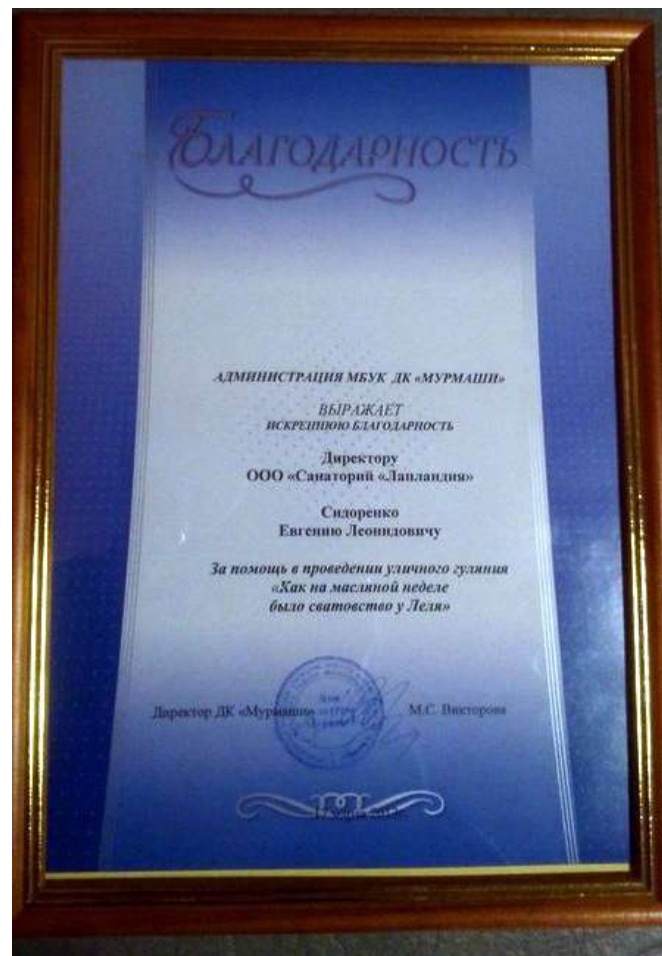 БЛАГОДАРНОСТЬ
АДМИНИСТРАЦИЯ МБУК ДК «МУРМАШИ»
ВЫРАЖАЕТ
ИСКРЕННЮЮ БЛАГОДАРНОСТЬ
Директору
ООО «Санаторий «Лапландия»
Сидоренко
Евгению Леонидовичу
За помощь в проведении уличного гуляния
«Как на масляной неделе
было сватовство у Леля»
Директор ДК «Мурмаши» М.С. Викторова